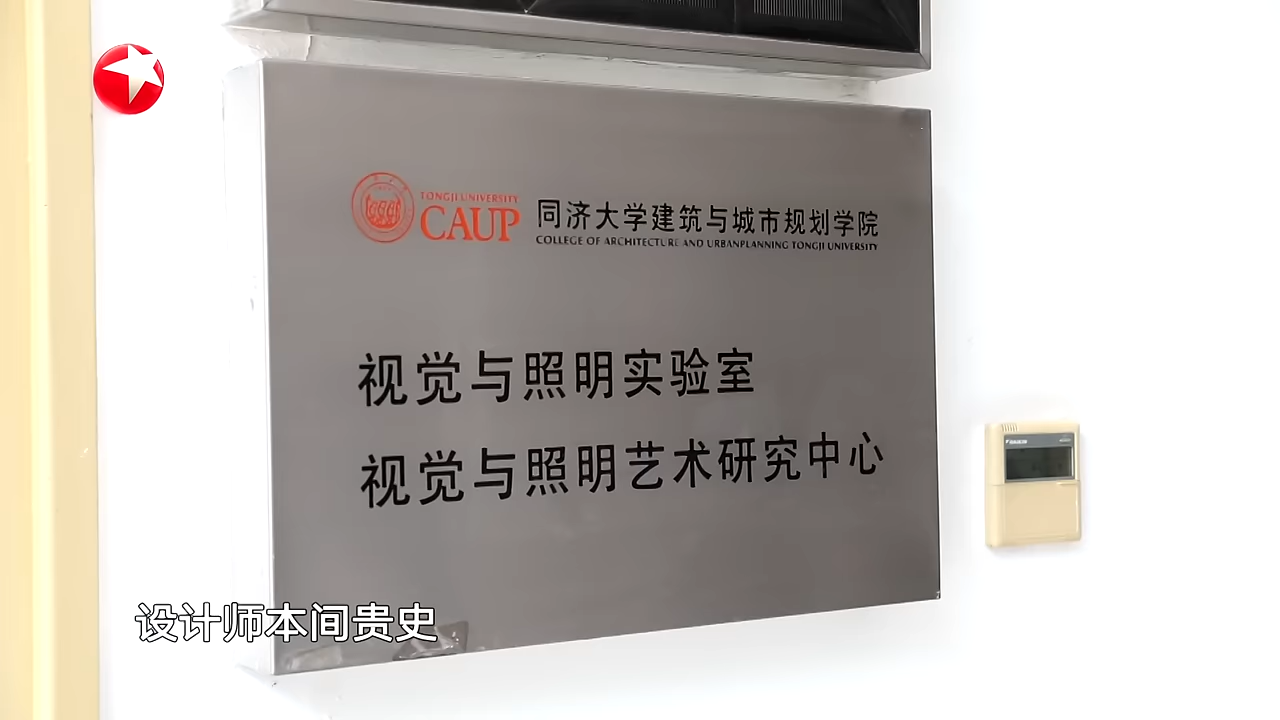 TONGJI UNIVERSITY
CAUP
同济大学建筑与城市规划学院
COLLEGE OF ARCHITECTURE AND URBANPLANNING TONGJI UNIVERSITY
视觉与照明实验室
视觉与照明艺术研究中心
DAIKIN
设计师本间贵史